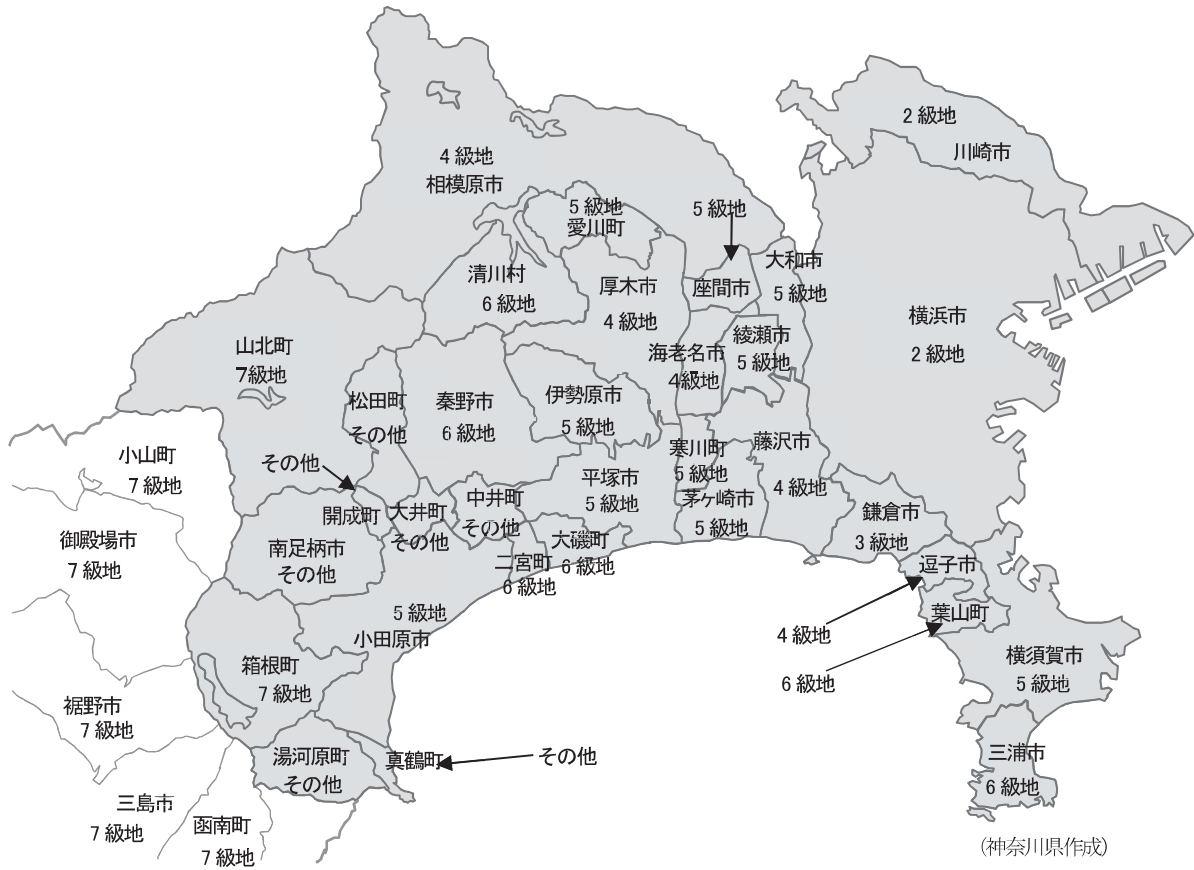 2 級地
川崎市
4 級地
相模原市
5 級地
愛川町
5 級地
座間市
大和市
5 級地
清川村
6 級地
厚木市
4 級地
横浜市
2 級地
綾瀬市
5 級地
海老名市
4級地
山北町
7級地
松田町
その他
秦野市
6 級地
伊勢原市
5 級地
寒川町
5 級地
藤沢市
4 級地
小山町
7 級地
その他
開成町
大井町
その他
中井町
その他
平塚市
5 級地
茅ヶ崎市
5 級地
鎌倉市
3 級地
御殿場市
7 級地
南足柄市
その他
二宮町
6 級地
大磯町
6 級地
逗子市
4 級地
葉山町
6 級地
5 級地
小田原市
横須賀市
5 級地
箱根町
7 級地
裾野市
7 級地
湯河原町
その他
真鶴町
その他
三浦市
6 級地
三島市
7 級地
函南町
7 級地
(神奈川県作成)